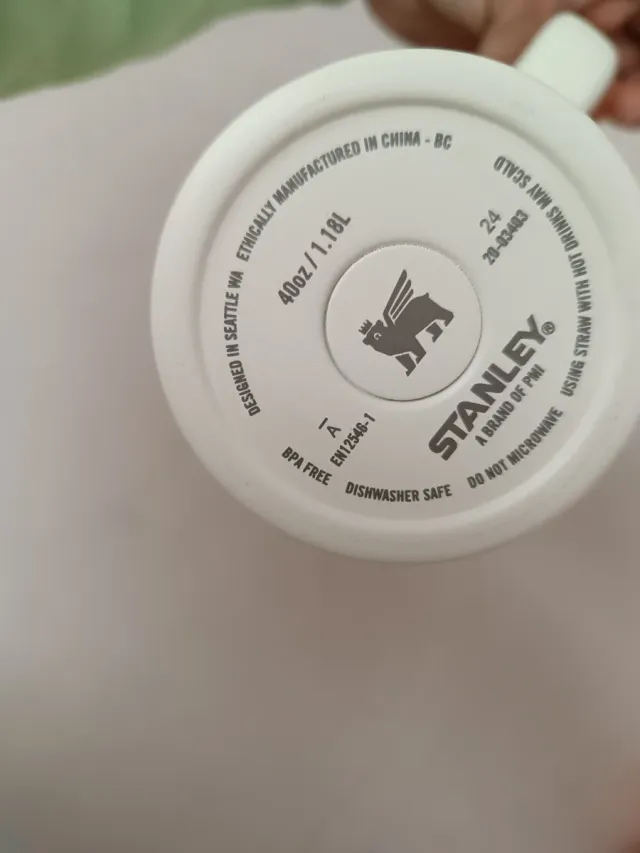 DESIGNED IN SEATTLE WA
ETHICALLY MANUFACTURED IN CHINA - BC
40oz / 1.18L
24
20-03403
STANLEY®
A BRAND OF PMI
A
EN12546-1
BPA FREE
DISHWASHER SAFE
DO NOT MICROWAVE
USING STRAW WITH HOT DRINKS MAY SCALD